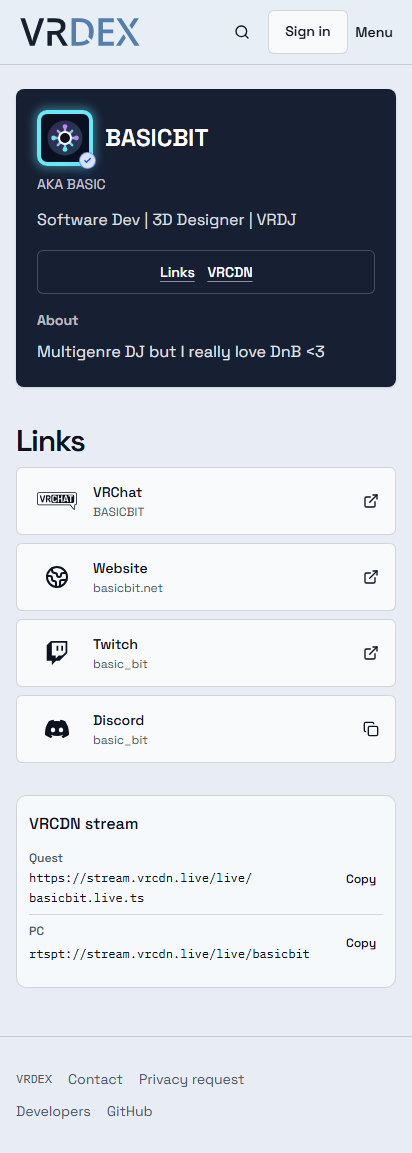 VRDEX
Sign in
Menu
BASICBIT
AKA BASIC
Software Dev | 3D Designer | VRDJ
Links VRCDN
About
Multigenre DJ but I really love DnB <3
Links
VRCHAT
VRChat
BASICBIT
Website
basicbit.net
Twitch
basic_bit
Discord
basic_bit
VRCDN stream
Quest
https://stream.vrcdn.live/live/
basicbit.live.ts
Copy
PC
rtspt://stream.vrcdn.live/live/basicbit
Copy
VRDEX Contact Privacy request
Developers GitHub